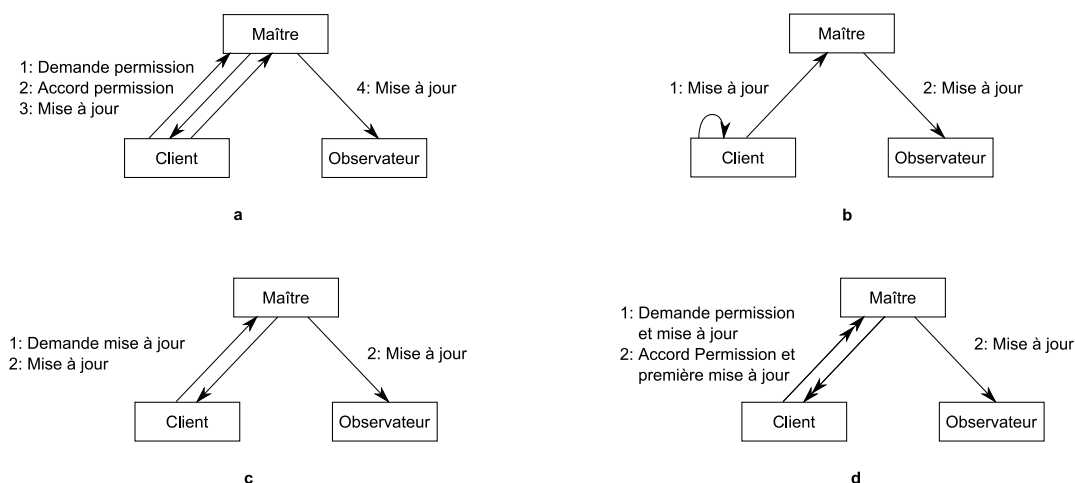 Maître
1: Demande permission
2: Accord permission
3: Mise à jour
4: Mise à jour
Client
Observateur
a
Maître
1: Mise à jour
2: Mise à jour
Client
Observateur
b
Maître
1: Demande mise à jour
2: Mise à jour
2: Mise à jour
Client
Observateur
c
Maître
1: Demande permission
et mise à jour
2: Accord Permission et
première mise à jour
2: Mise à jour
Client
Observateur
d